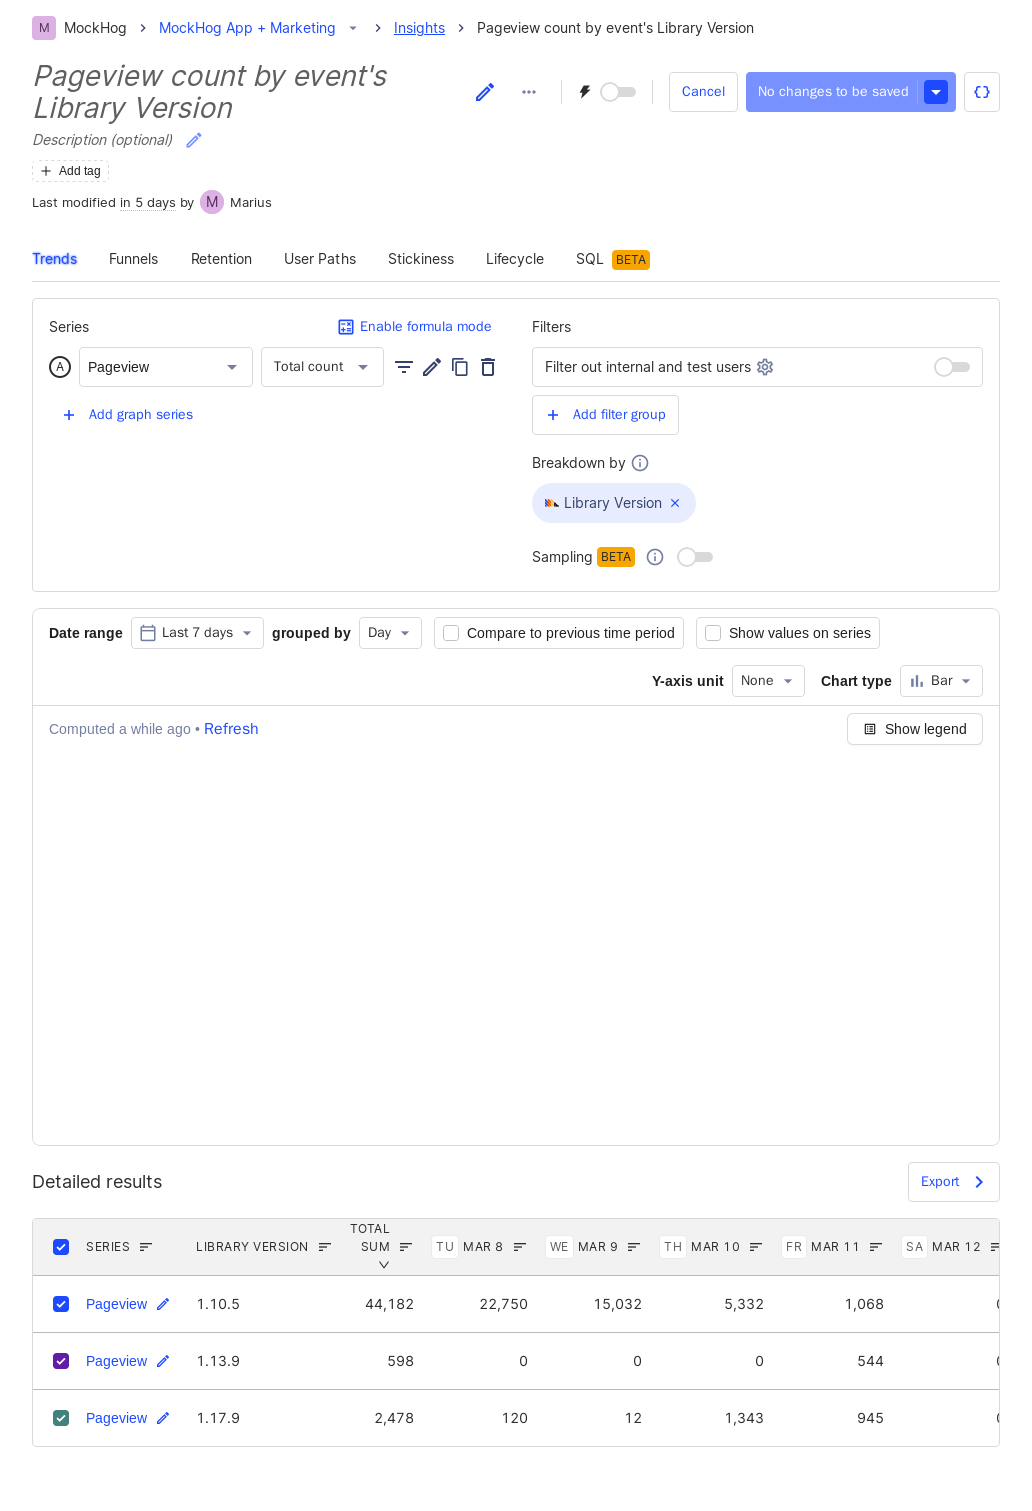 M MockHog MockHog App + Marketing Insights Pageview count by event's Library Version
Pageview count by event's
Library Version
Cancel No changes to be saved
Description (optional)
Add tag
Last modified in 5 days by M Marius
Trends Funnels Retention User Paths Stickiness Lifecycle SQL BETA
Series Enable formula mode Filters
A Pageview Total count Filter out internal and test users
Add graph series Add filter group
Breakdown by
Library Version
Sampling BETA
Date range Last 7 days grouped by Day Compare to previous time period Show values on series
Y-axis unit None Chart type Bar
Computed a while ago • Refresh Show legend
Detailed results Export
SERIES LIBRARY VERSION TOTAL SUM TU MAR 8 WE MAR 9 TH MAR 10 FR MAR 11 SA MAR 12
Pageview 1.10.5 44,182 22,750 15,032 5,332 1,068
Pageview 1.13.9 598 0 0 0 544
Pageview 1.17.9 2,478 120 12 1,343 945